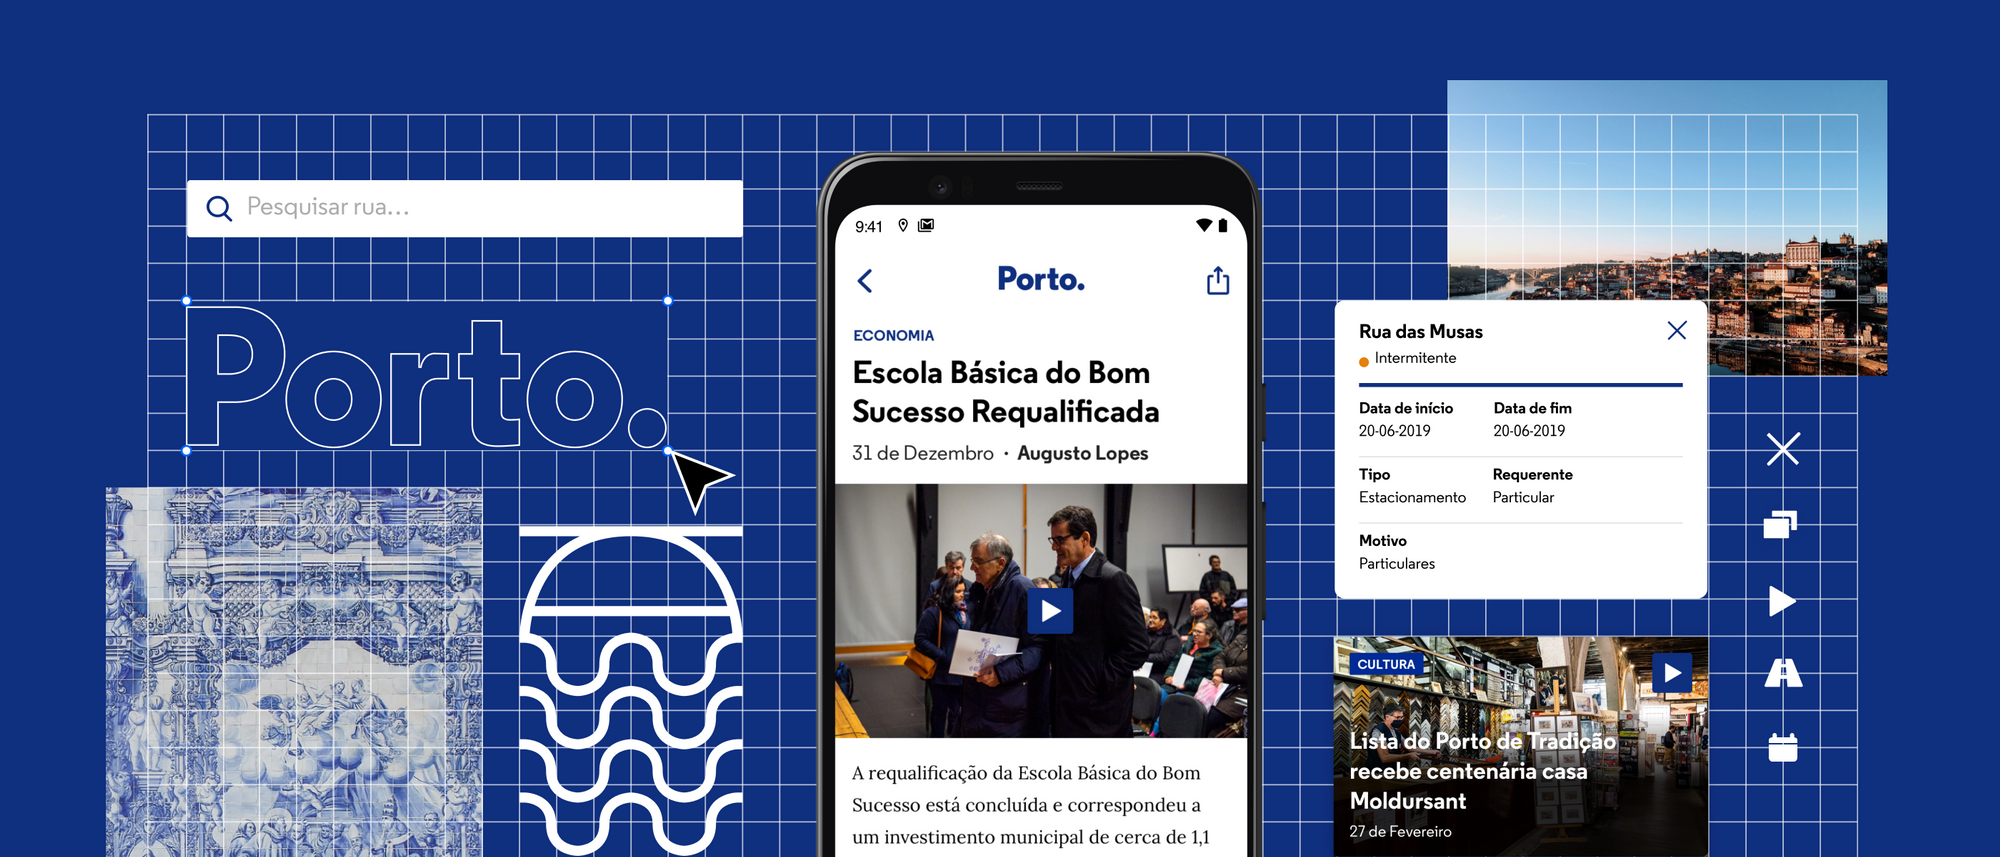 Pesquisar rua...
Porto.
9:41
Porto.
ECONOMIA
Escola Básica do Bom
Sucesso Requalificada
31 de Dezembro · Augusto Lopes
A requalificação da Escola Básica do Bom
Sucesso está concluída e correspondeu a
um investimento municipal de cerca de 1,1
Rua das Musas
Intermitente
Data de início Data de fim
20-06-2019 20-06-2019
Tipo Requerente
Estacionamento Particular
Motivo
Particulares
CULTURA
Lista do Porto de Tradição
recebe centenária casa
Moldursant
27 de Fevereiro